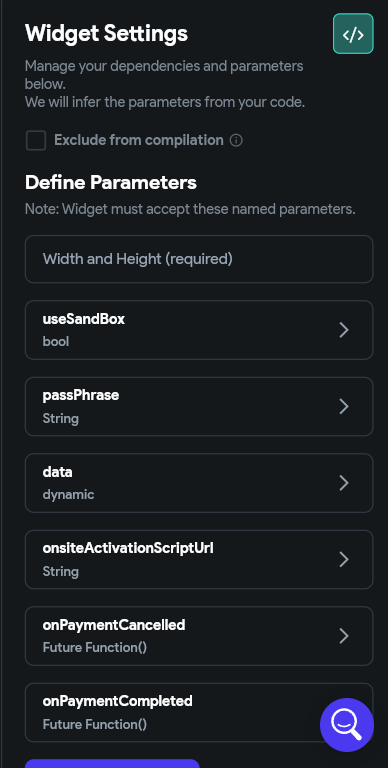 Widget Settings
</>
Manage your dependencies and parameters
below.
We will infer the parameters from your code.
Exclude from compilation
Define Parameters
Note: Widget must accept these named parameters.
Width and Height (required)
useSandBox
bool
passPhrase
String
data
dynamic
onsiteActivationScriptUrl
String
onPaymentCancelled
Future Function()
onPaymentCompleted
Future Function()